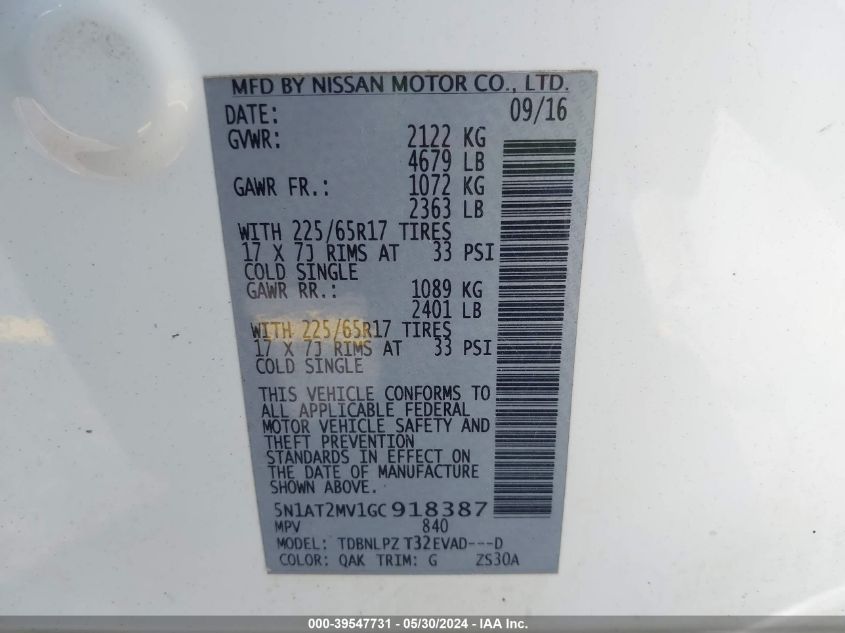 MFD BY NISSAN MOTOR CO., LTD.
DATE: 09/16
GVWR: 2122 KG
4679 LB
GAWR FR.: 1072 KG
2363 LB
WITH 225/65R17 TIRES
17 X 7J RIMS AT 33 PSI
COLD SINGLE
GAWR RR.: 1089 KG
2401 LB
WITH 225/65R17 TIRES
17 X 7J RIMS AT 33 PSI
COLD SINGLE
THIS VEHICLE CONFORMS TO
ALL APPLICABLE FEDERAL
MOTOR VEHICLE SAFETY AND
THEFT PREVENTION
STANDARDS IN EFFECT ON
THE DATE OF MANUFACTURE
SHOWN ABOVE.
5N1AT2MV1GC918387
MPV 840
MODEL: TDBNLPZ T32EVAD---D
COLOR: QAK TRIM: G ZS30A
000-39547731 - 05/30/2024 - IAA Inc.